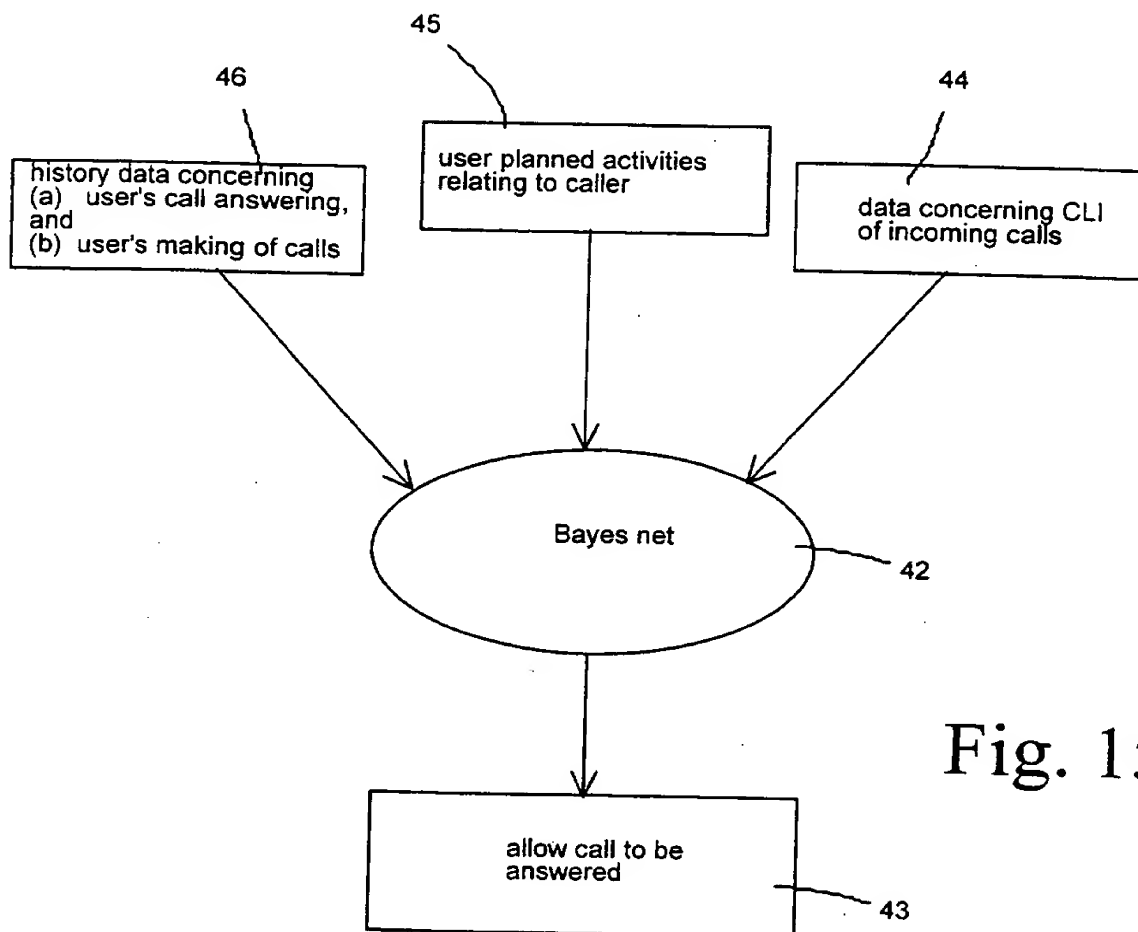 45
46
44
history data concerning
(a) user's call answering,
and
(b) user's making of calls
user planned activities
relating to caller
data concerning CLI
of incoming calls
Bayes net
42
Fig.
allow call to be
answered
43